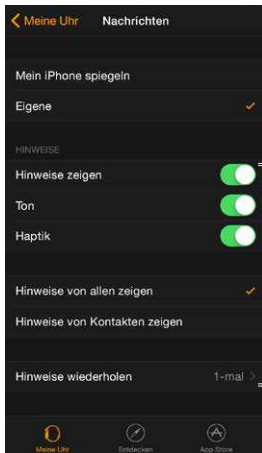 Meine Uhr Nachrichten
Mein iPhone spiegeln
Eigene
HINWEISE
Hinweise zeigen
Ton
Haptik
Hinweise von allen zeigen
Hinweise von Kontakten zeigen
Hinweise wiederholen 1-mal
Meine Uhr Entdecken App Store